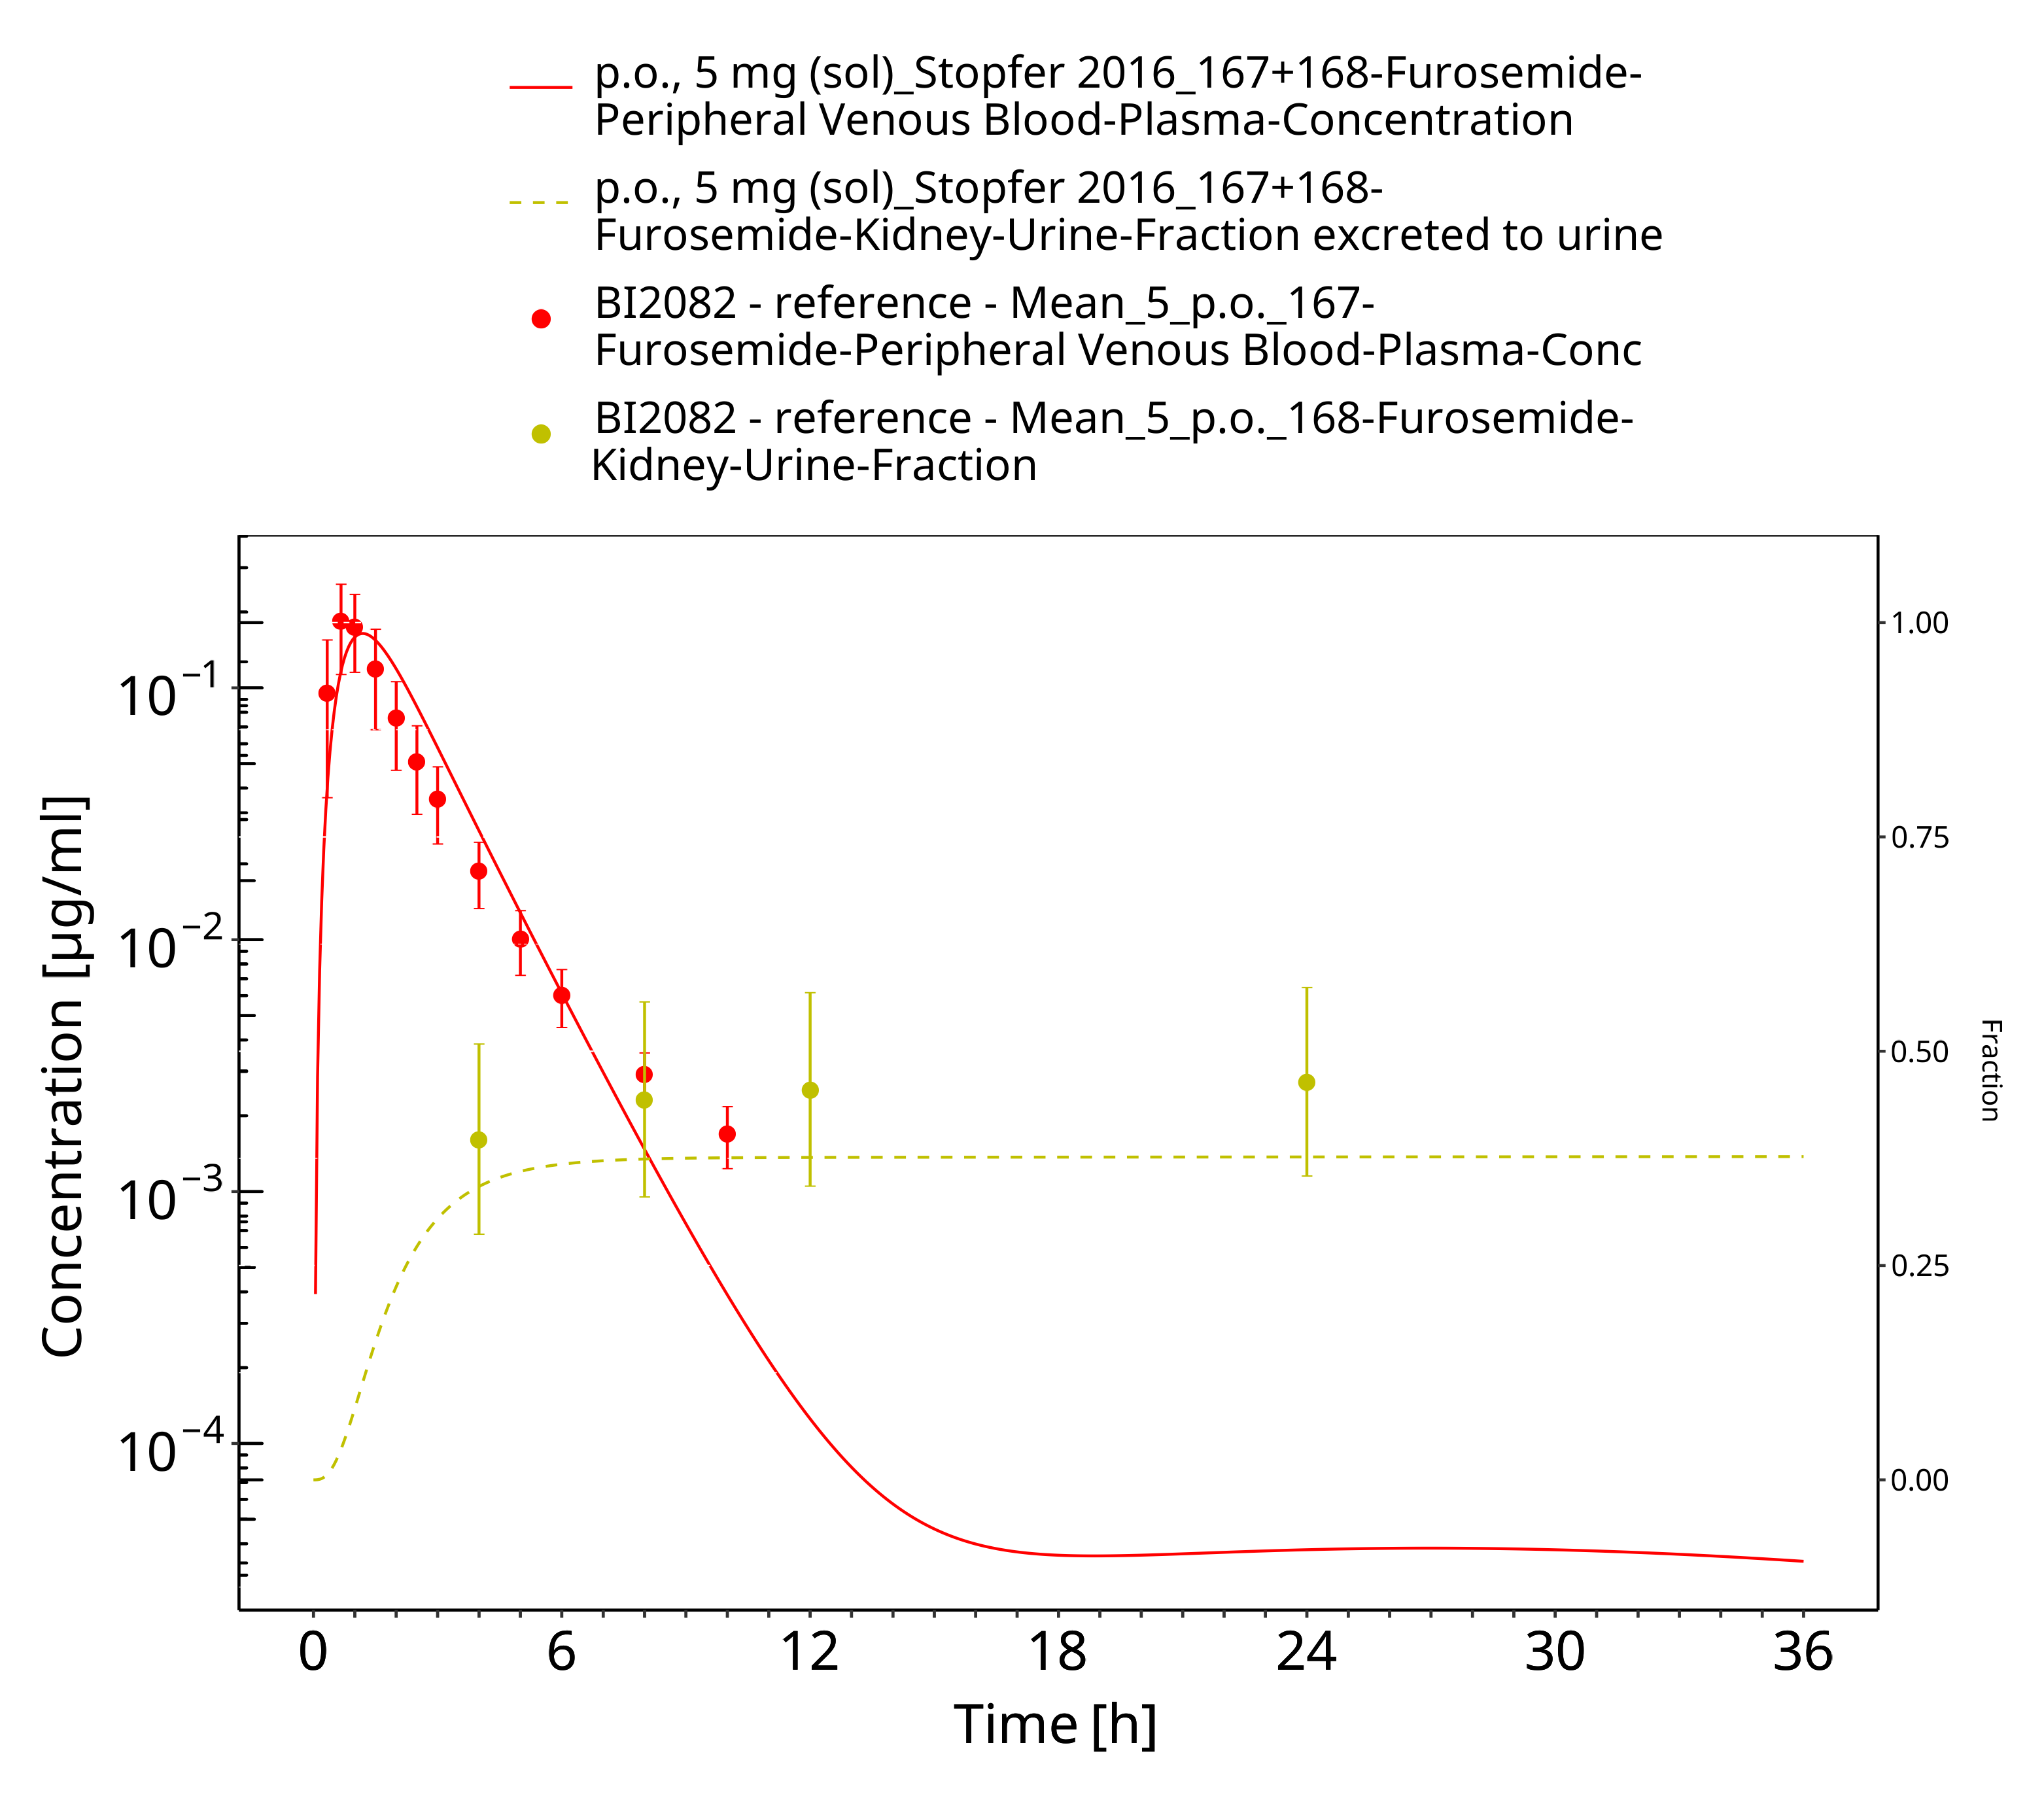 p.o., 5 mg (sol)_Stopfer 2016_167+168-Furosemide-
Peripheral Venous Blood-Plasma-Concentration
p.o., 5 mg (sol)_Stopfer 2016_167+168-
Furosemide-Kidney-Urine-Fraction excreted to urine
BI2082 - reference - Mean_5_p.o._167-
Furosemide-Peripheral Venous Blood-Plasma-Conc
BI2082 - reference - Mean_5_p.o._168-Furosemide-
Kidney-Urine-Fraction
Concentration [µg/ml]
10⁻¹
10⁻²
10⁻³
10⁻⁴
1.00
0.75
0.50
0.25
0.00
Fraction
0 6 12 18 24 30 36
Time [h]